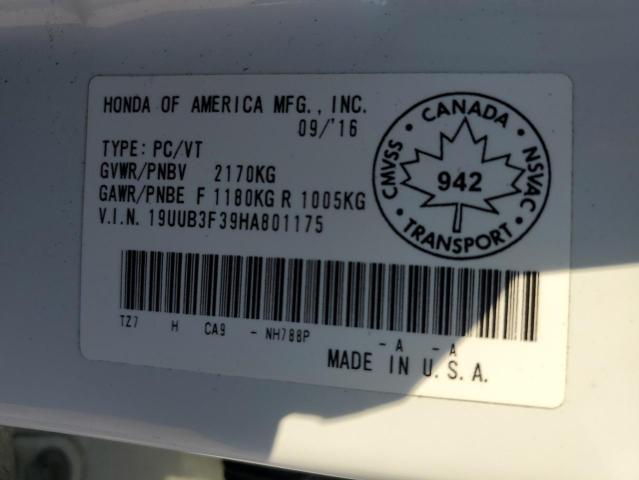 HONDA OF AMERICA MFG., INC.
09/'16
TYPE: PC/VT
GVWR/PNBV 2170KG
GAWR/PNBE F 1180KG R 1005KG
V.I.N. 19UUB3F39HA801175
CANADA
CMVSS
NSVAC
942
TRANSPORT
TZ7 H CA9 - NH788P - A - A
MADE IN U.S.A.